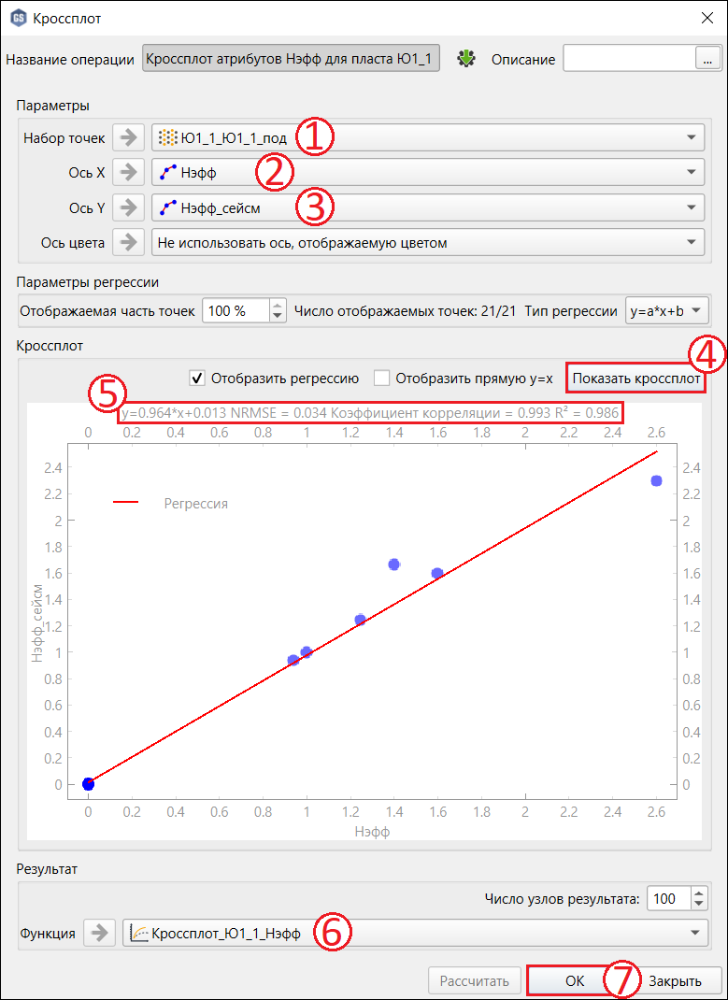 GS Кроссплот
Название операции Кроссплот атрибутов Нэфф для пласта Ю1_1 Описание ...
Параметры
Набор точек Ю1_1_Ю1_1_под 1
Ось X Нэфф 2
Ось Y Нэфф_сейсм 3
Ось цвета Не использовать ось, отображаемую цветом
Параметры регрессии
Отображаемая часть точек 100 % Число отображаемых точек: 21/21 Тип регрессии y=a*x+b
Кроссплот
4
Отобразить регрессию Отобразить прямую y=x Показать кроссплот
5
y=0.964*x+0.013 NRMSE = 0.034 Коэффициент корреляции = 0.993 R² = 0.986
0 0.2 0.4 0.6 0.8 1 1.2 1.4 1.6 1.8 2 2.2 2.4 2.6
2.4 2.4
2.2 2.2
Регрессия
2 2
1.8 1.8
1.6 1.6
1.4 1.4
Нэфф_сейсм
1.2 1.2
1 1
0.8 0.8
0.6 0.6
0.4 0.4
0.2 0.2
0 0
0 0.2 0.4 0.6 0.8 1 1.2 1.4 1.6 1.8 2 2.2 2.4 2.6
Нэфф
Результат
Число узлов результата: 100
Функция Кроссплот_Ю1_1_Нэфф 6
Рассчитать ОК 7 Закрыть